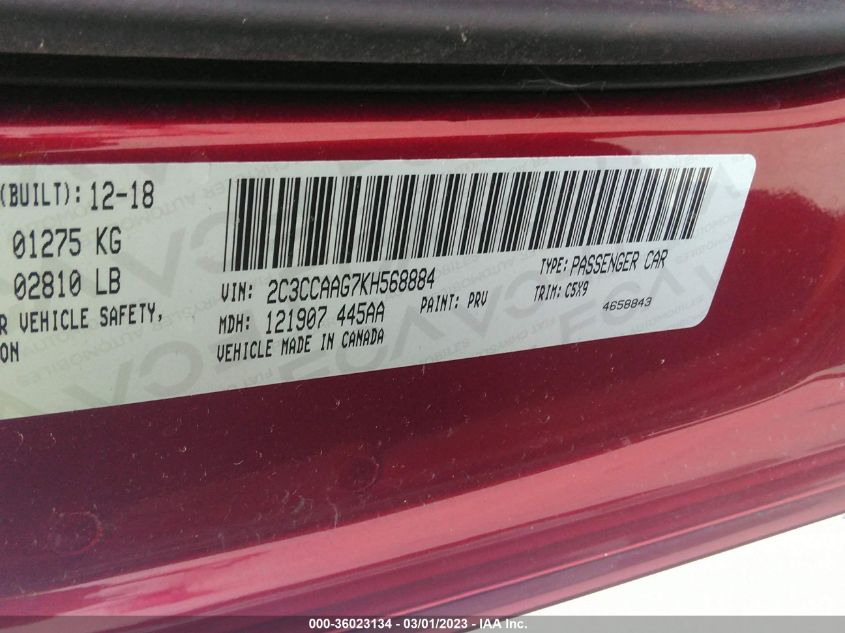 (BUILT): 12-18
01275 KG
02810 LB
R VEHICLE SAFETY,
ON
VIN: 2C3CCAAG7KH568884
TYPE: PASSENGER CAR
MDH: 121907 445AA
PAINT: PRV
TRIM: C5X9
4658843
VEHICLE MADE IN CANADA
000-36023134 - 03/01/2023 - IAA Inc.